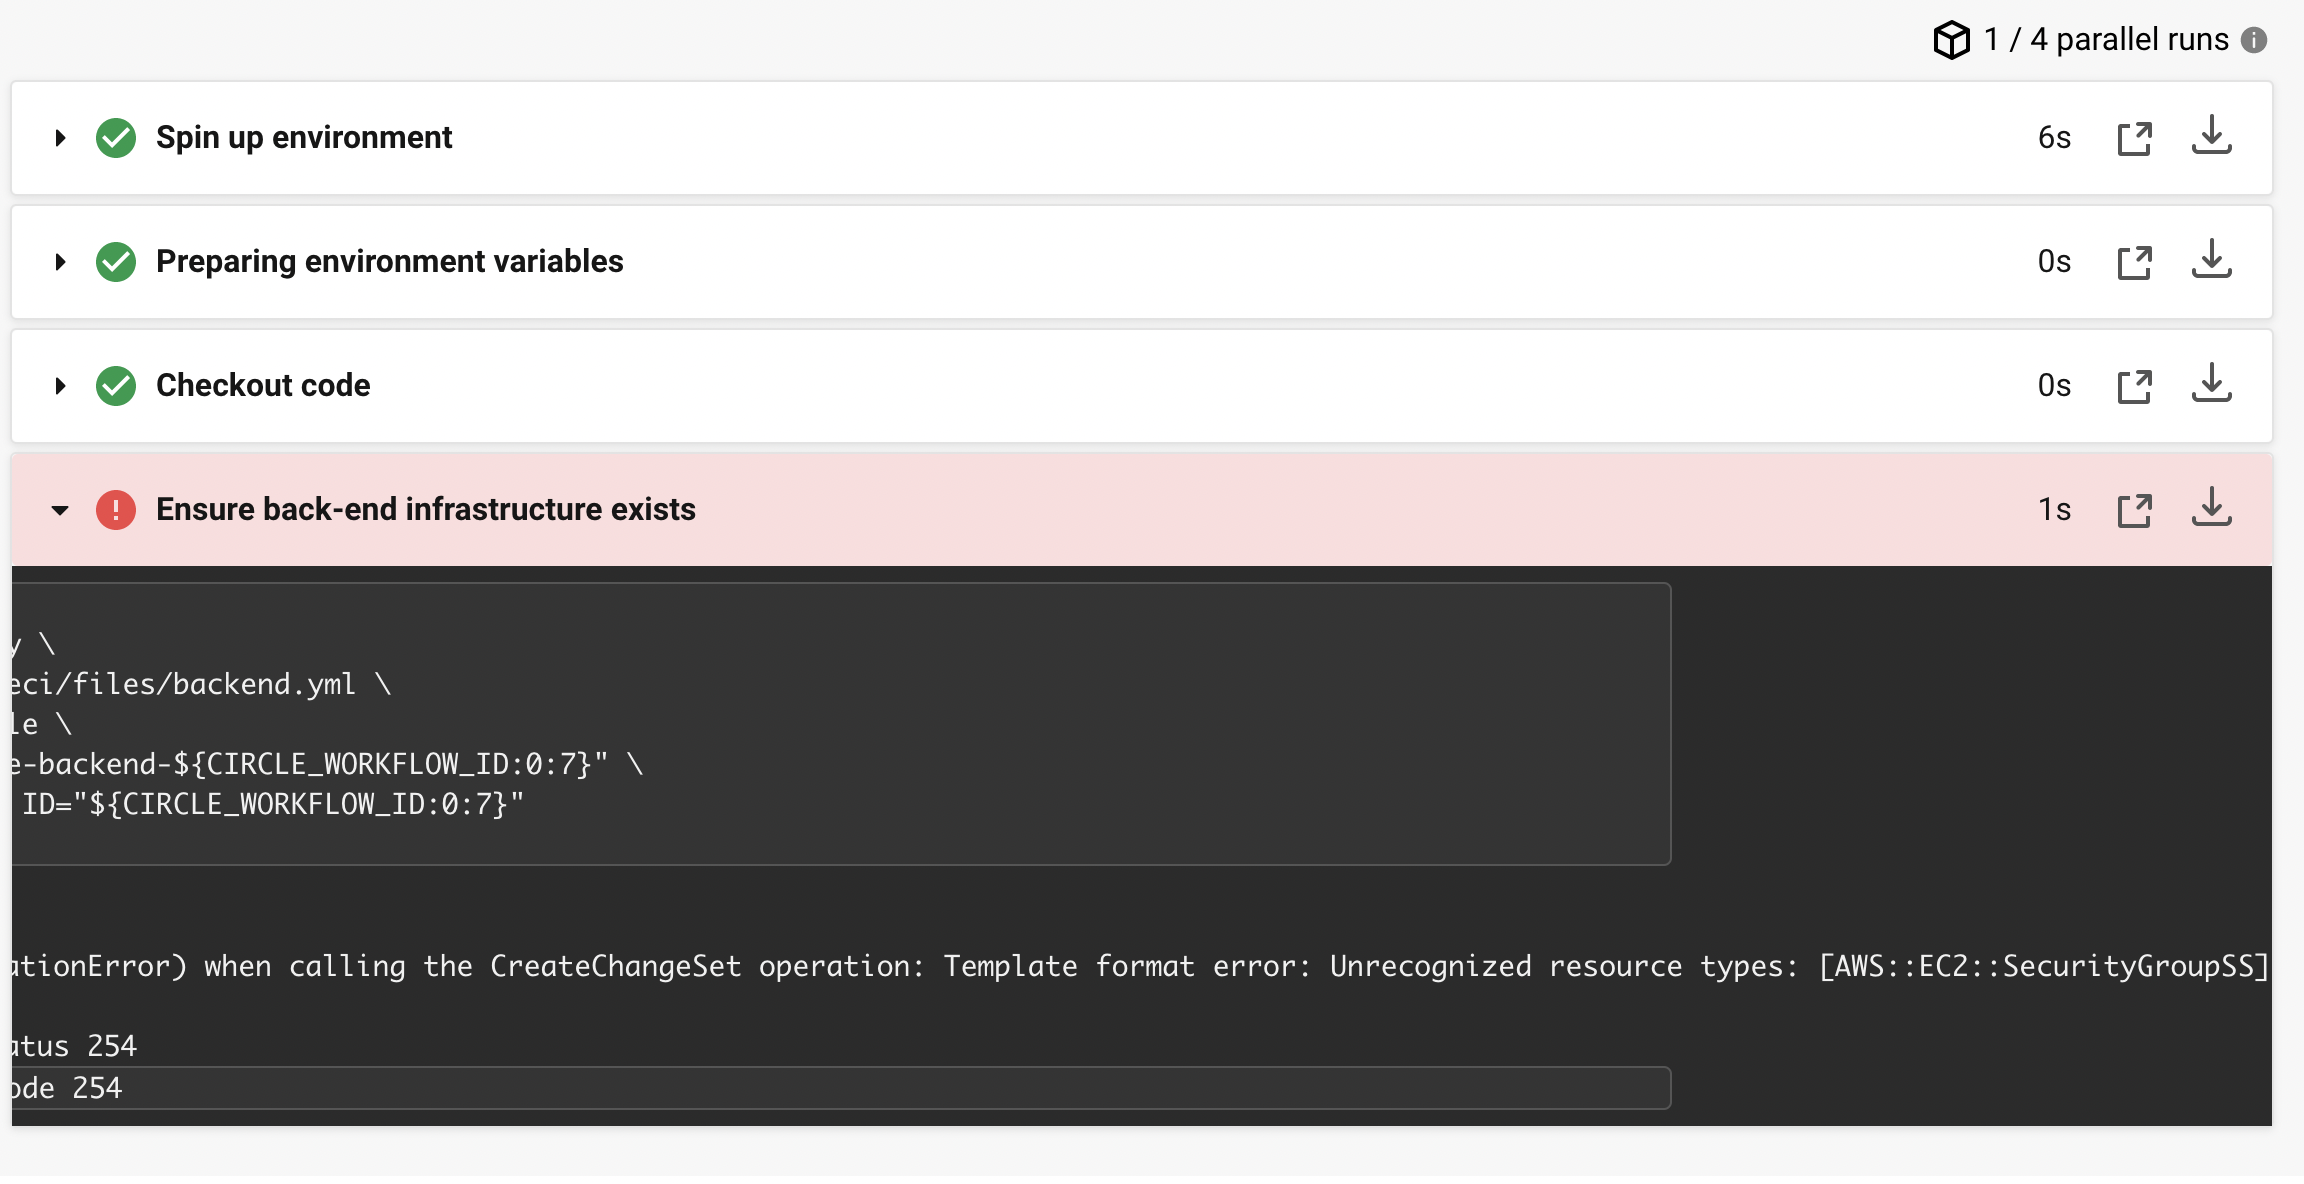 1 / 4 parallel runs
Spin up environment 6s
Preparing environment variables 0s
Checkout code 0s
Ensure back-end infrastructure exists 1s
y \
eci/files/backend.yml \
le \
e-backend-${CIRCLE_WORKFLOW_ID:0:7}" \
ID="${CIRCLE_WORKFLOW_ID:0:7}"
ationError) when calling the CreateChangeSet operation: Template format error: Unrecognized resource types: [AWS::EC2::SecurityGroupSS]
atus 254
ode 254